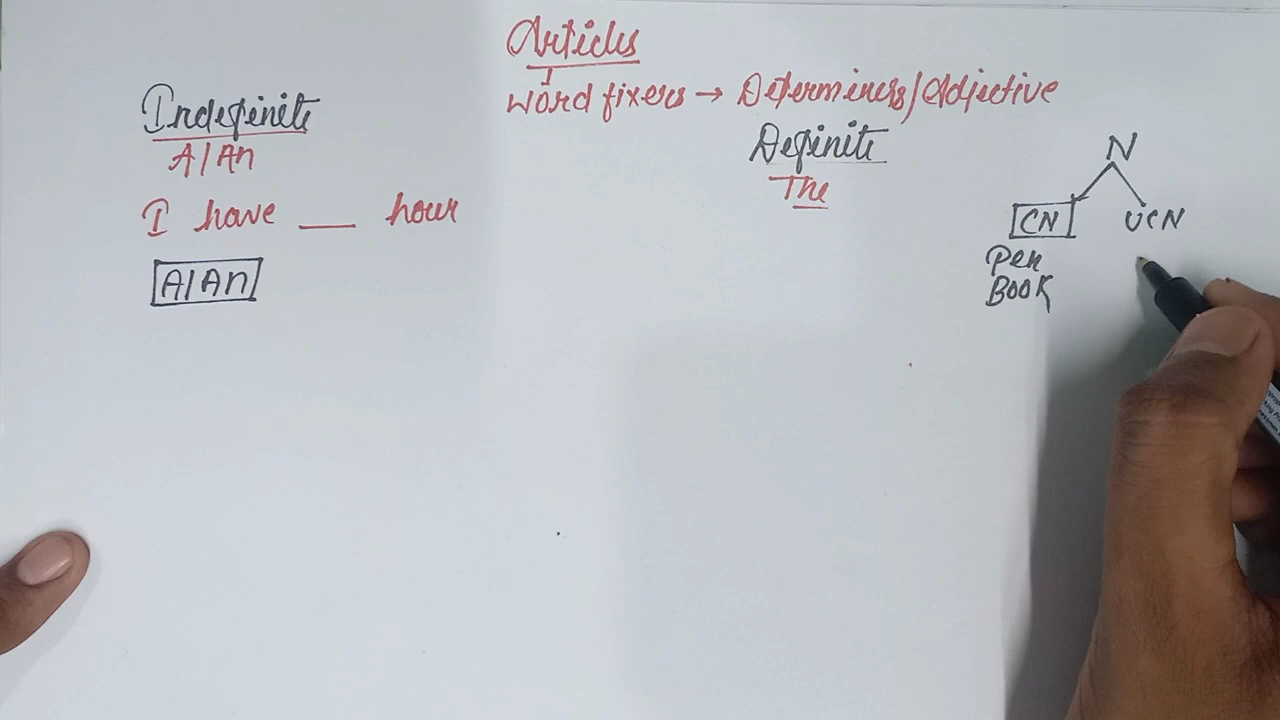 Articles
Word fixers → Determiners/Adjective
Indefinite
A/An
I have ___ hour
A/An
Definite
The
N
CN UCN
Pen
Book